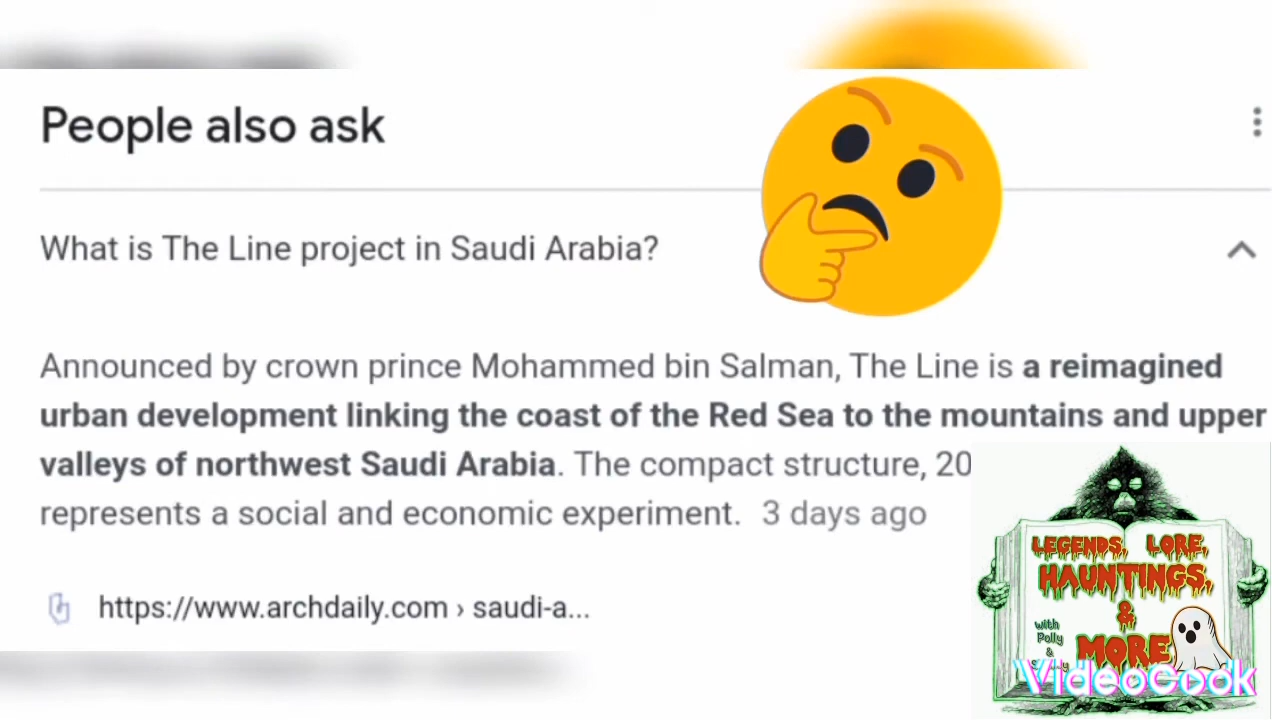 People also ask
What is The Line project in Saudi Arabia?
Announced by crown prince Mohammed bin Salman, The Line is a reimagined
urban development linking the coast of the Red Sea to the mountains and upper
valleys of northwest Saudi Arabia. The compact structure, 20
represents a social and economic experiment. 3 days ago
https://www.archdaily.com › saudi-a...
LEGENDS, LORE,
HAUNTINGS,
&
MORE
with
Polly
&
VideoCook